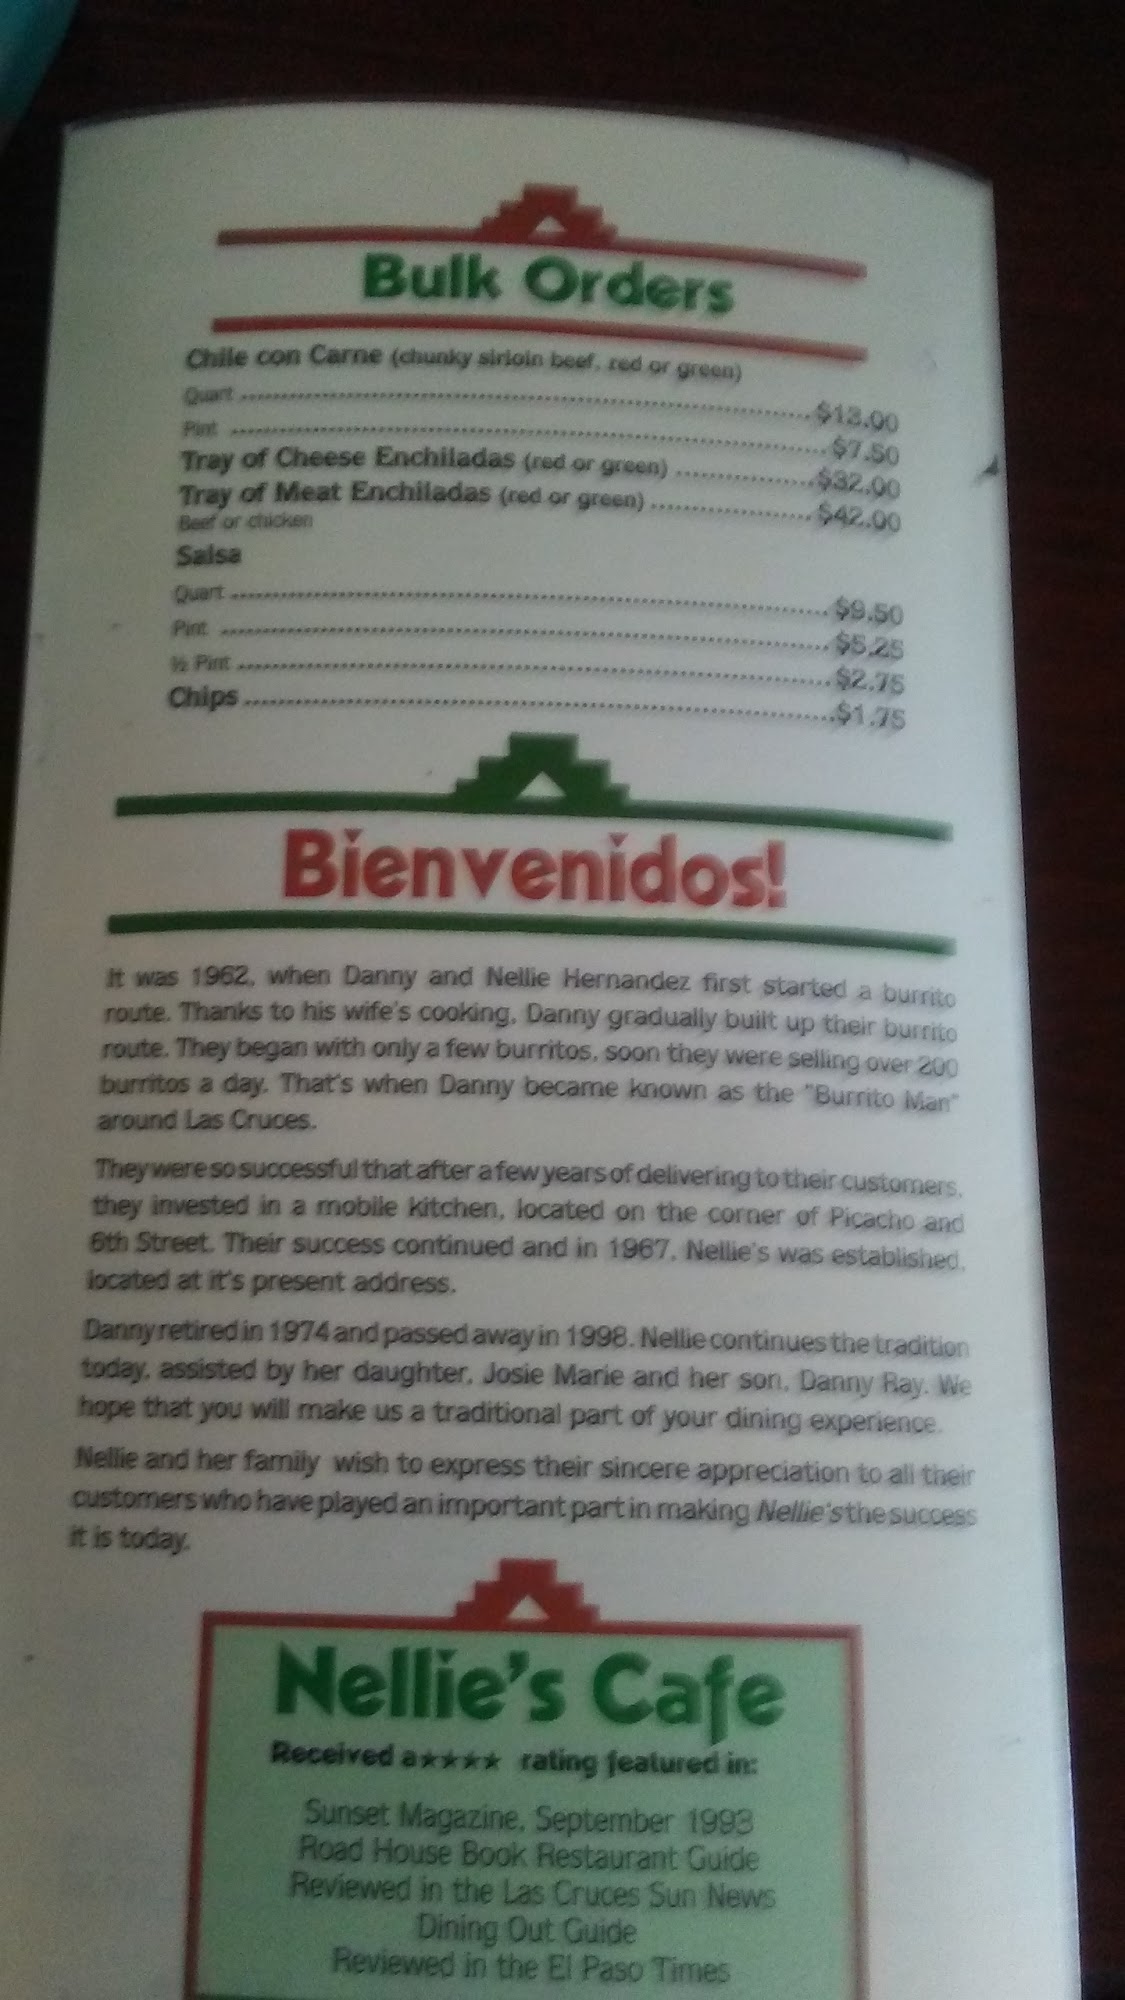 Bulk Orders
Chile con Carne (chunky sirloin beef, red or green)
Quart ........ $13.00
Pint ........ $7.50
Tray of Cheese Enchiladas (red or green) ........ $32.00
Tray of Meat Enchiladas (red or green) ........ $42.00
Beef or chicken
Salsa
Quart ........ $9.50
Pint ........ $5.25
½ Pint ........ $2.75
Chips ........ $1.75
Bienvenidos!
It was 1962, when Danny and Nellie Hernandez first started a burrito
route. Thanks to his wife's cooking, Danny gradually built up their burrito
route. They began with only a few burritos, soon they were selling over 200
burritos a day. That's when Danny became known as the "Burrito Man"
around Las Cruces.
They were so successful that after a few years of delivering to their customers,
they invested in a mobile kitchen, located on the corner of Picacho and
6th Street. Their success continued and in 1967, Nellie's was established,
located at it's present address.
Danny retired in 1974 and passed away in 1998. Nellie continues the tradition
today, assisted by her daughter, Josie Marie and her son, Danny Ray. We
hope that you will make us a traditional part of your dining experience.
Nellie and her family wish to express their sincere appreciation to all their
customers who have played an important part in making Nellie's the success
it is today.
Nellie's Cafe
Received a ★★★★ rating featured in:
Sunset Magazine, September 1993
Road House Book Restaurant Guide
Reviewed in the Las Cruces Sun News
Dining Out Guide
Reviewed in the El Paso Times